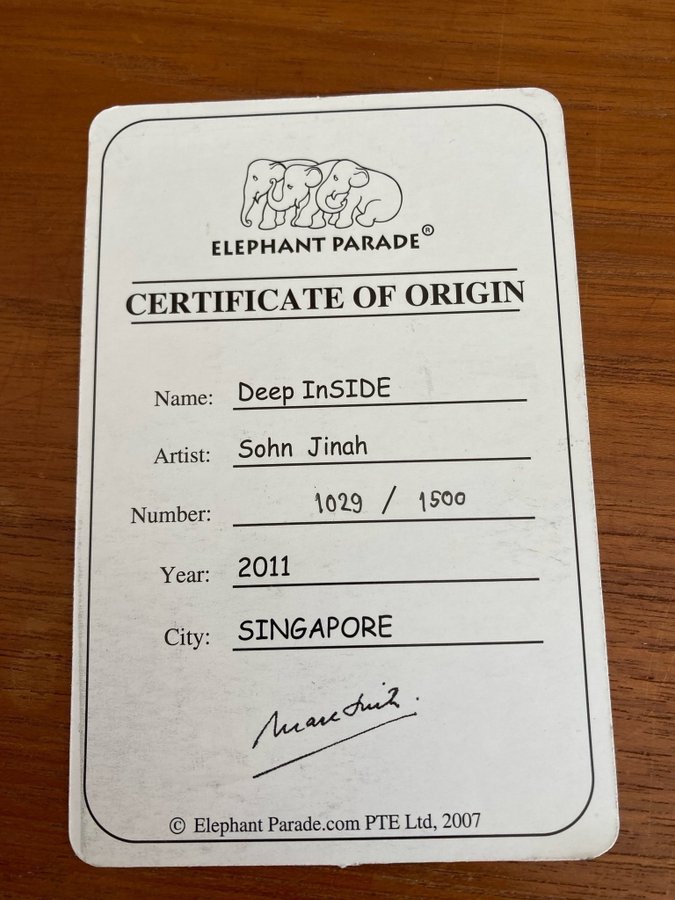 ELEPHANT PARADE®
CERTIFICATE OF ORIGIN
Name: Deep InSIDE
Artist: Sohn Jinah
Number: 1029 / 1500
Year: 2011
City: SINGAPORE
© Elephant Parade.com PTE Ltd, 2007